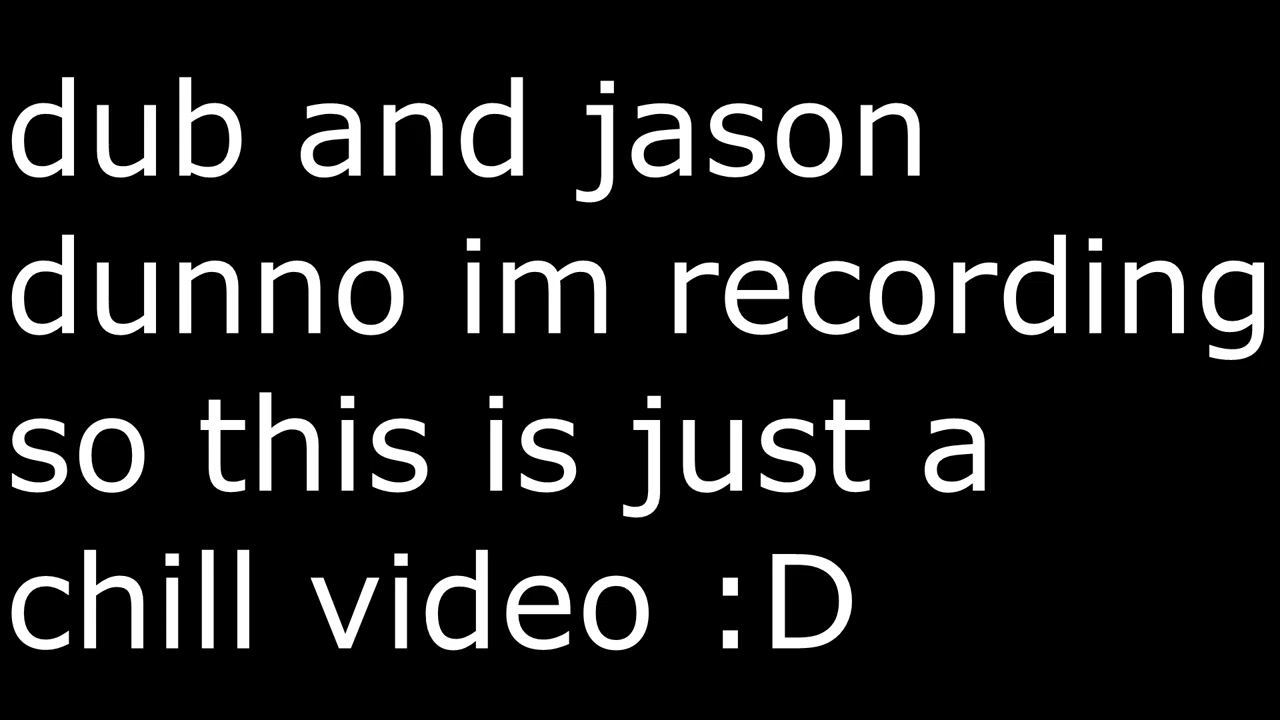 dub and jason
dunno im recording
so this is just a
chill video :D